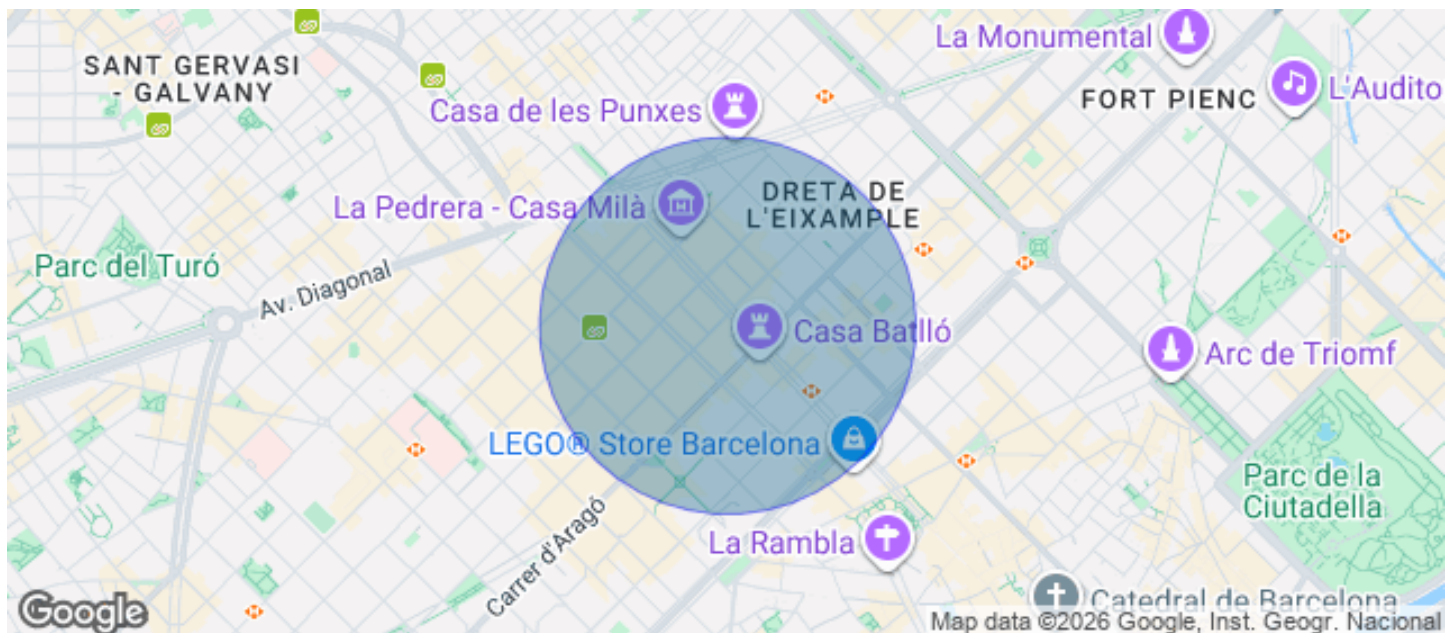 La Monumental
SANT GERVASI
- GALVANY
L'Audito
FORT PIENC
Casa de les Punxes
DRETA DE
L'EIXAMPLE
La Pedrera - Casa Milà
Parc del Turó
Av. Diagonal
Casa Batlló
Arc de Triomf
LEGO® Store Barcelona
Parc de la
Ciutadella
Carrer d'Aragó
La Rambla
Catedral de Barcelona
Google
Map data ©2026 Google, Inst. Geogr. Nacional